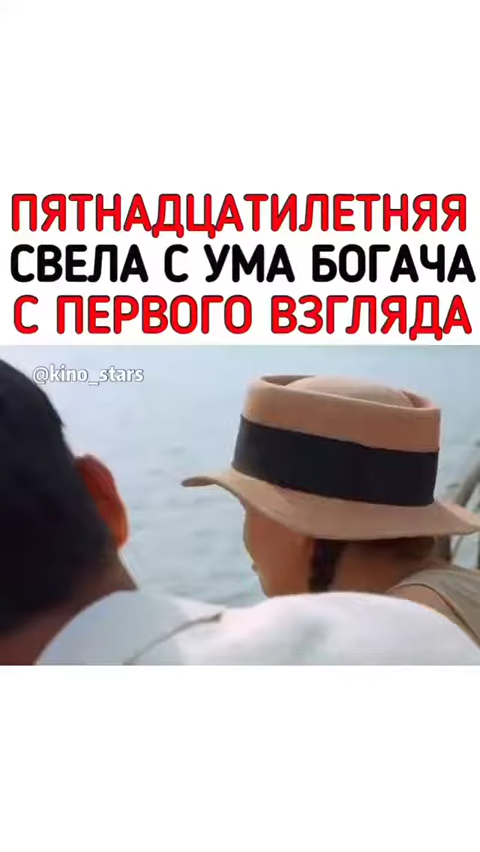 ПЯТНАДЦАТИЛЕТНЯЯ
СВЕЛА С УМА БОГАЧА
С ПЕРВОГО ВЗГЛЯДА
@kino_stars